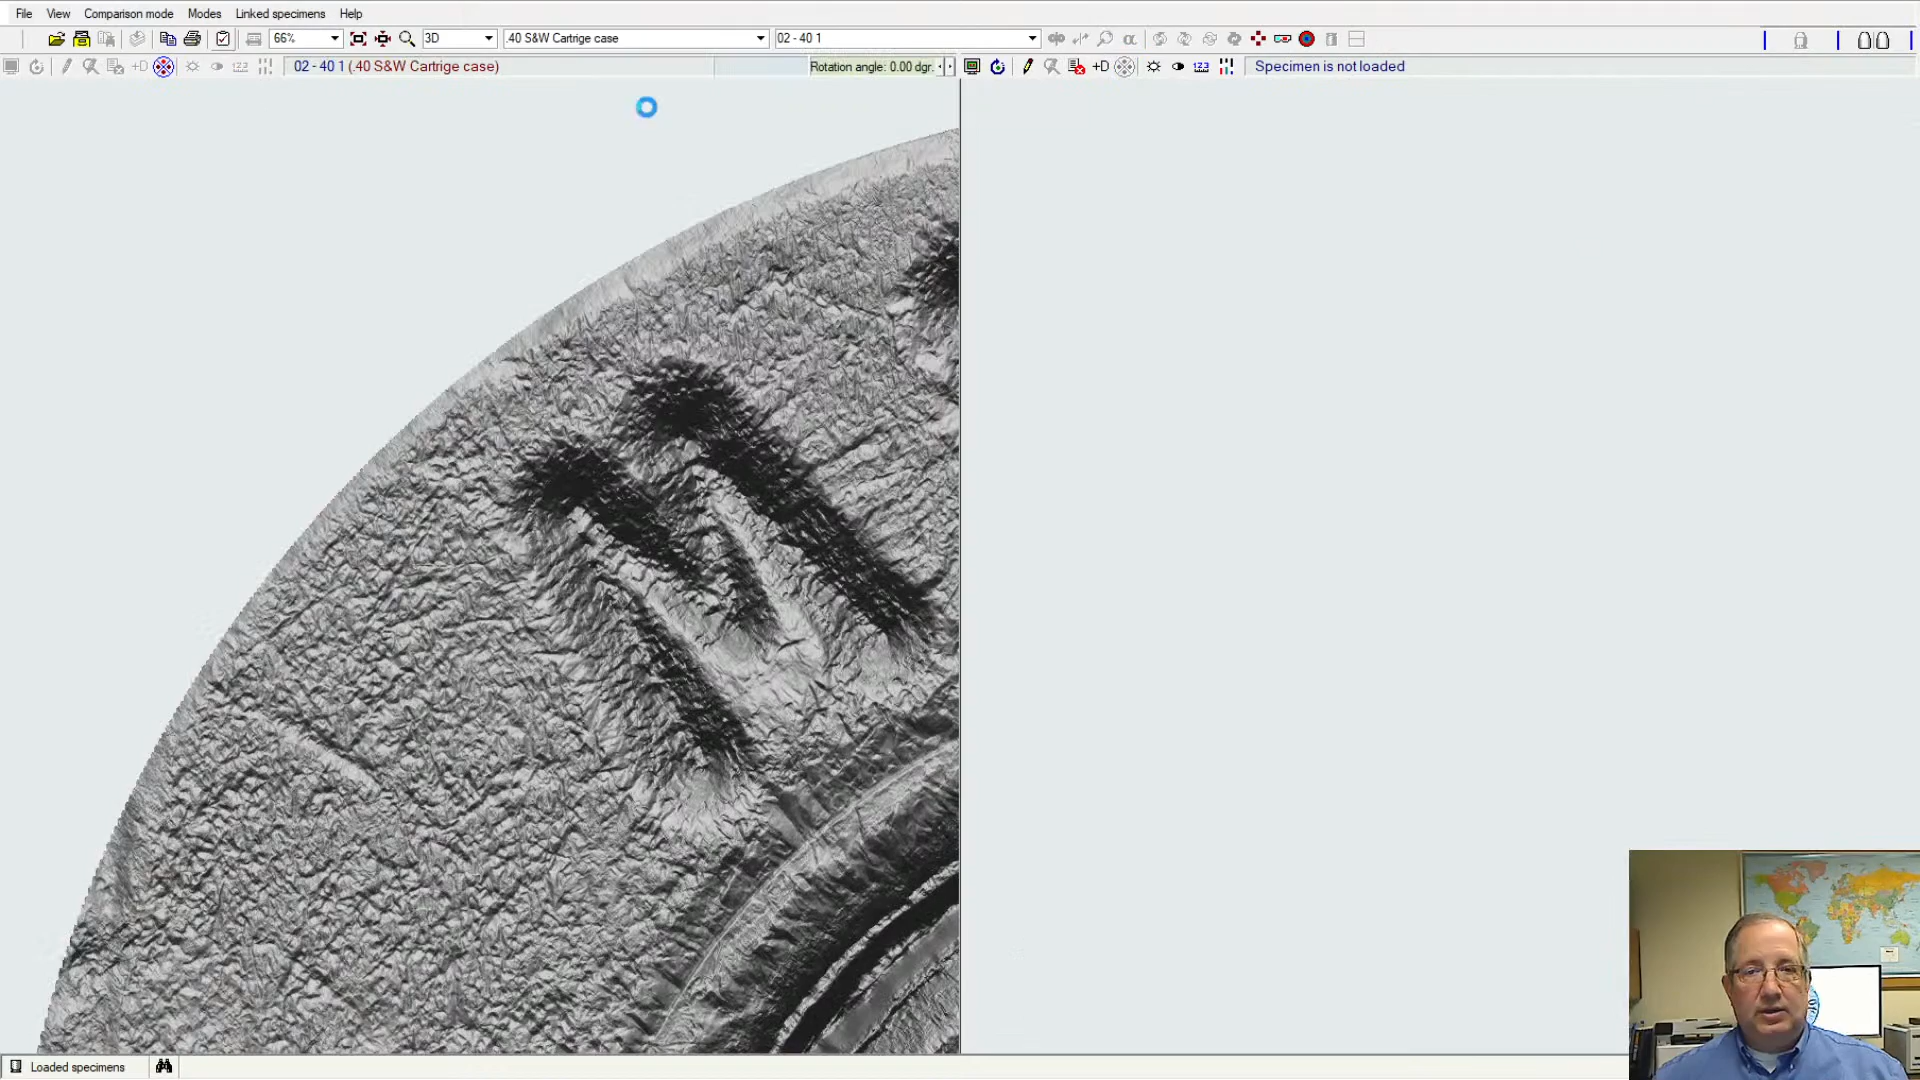 File View Comparison mode Modes Linked specimens Help
66% 3D .40 S&W Cartrige case 02 - 40 1
+D 02 - 40 1 (.40 S&W Cartrige case) Rotation angle: 0.00 dgr. +D Specimen is not loaded
Loaded specimens